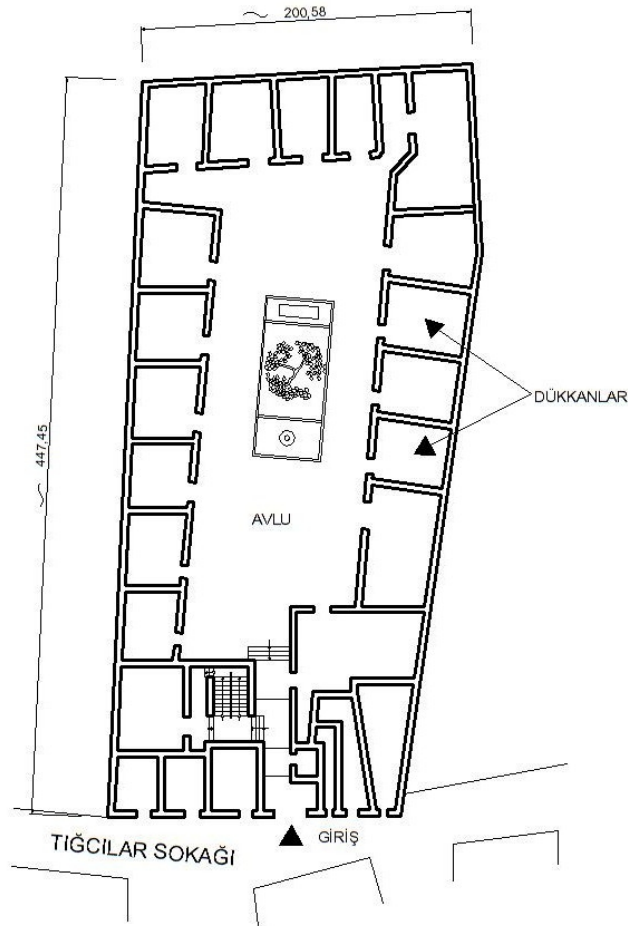 ~ 200,58
~ 447,45
DÜKKANLAR
AVLU
GİRİŞ
TIĞCILAR SOKAĞI